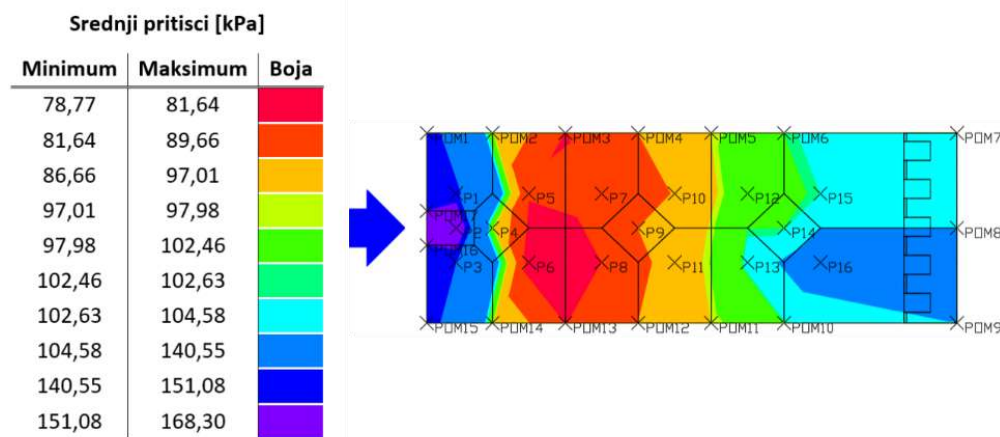 Srednji pritisci [kPa]
Minimum Maksimum Boja
78,77 81,64
81,64 89,66
86,66 97,01
97,01 97,98
97,98 102,46
102,46 102,63
102,63 104,58
104,58 140,55
140,55 151,08
151,08 168,30
POM1 POM2 POM3 POM4 POM5 POM6 POM7
P1 P5 P7 P10 P12 P15
P4 P9 P14 POM8
P3 P6 P8 P11 P13 P16
POM15 POM14 POM13 POM12 POM11 POM10 POM9